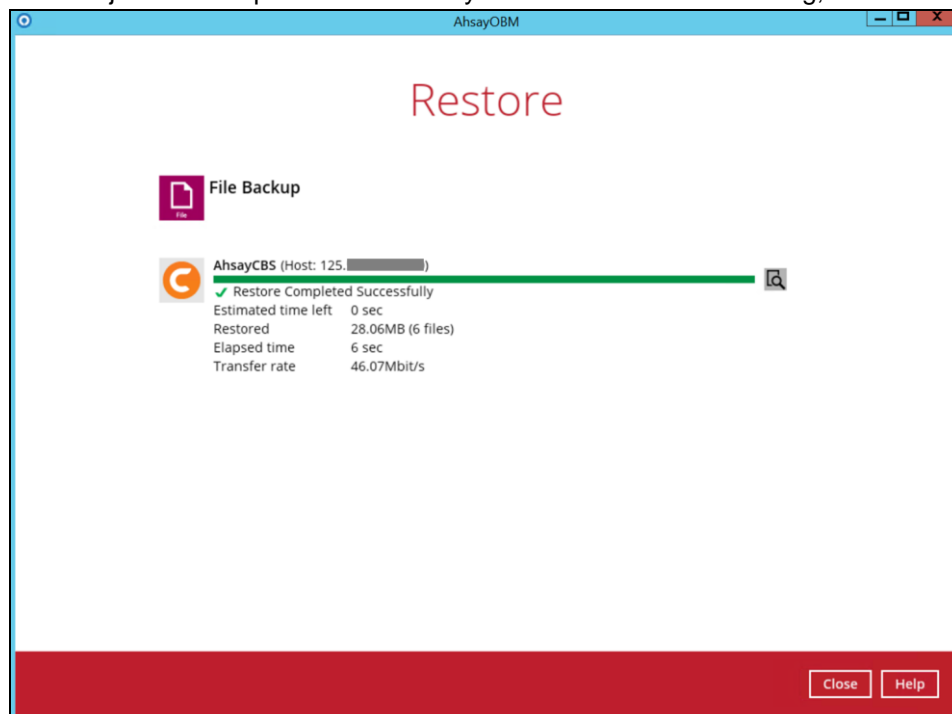 AhsayOBM
Restore
File Backup
File
AhsayCBS (Host: 125. )
Restore Completed Successfully
Estimated time left 0 sec
Restored 28.06MB (6 files)
Elapsed time 6 sec
Transfer rate 46.07Mbit/s
Close Help